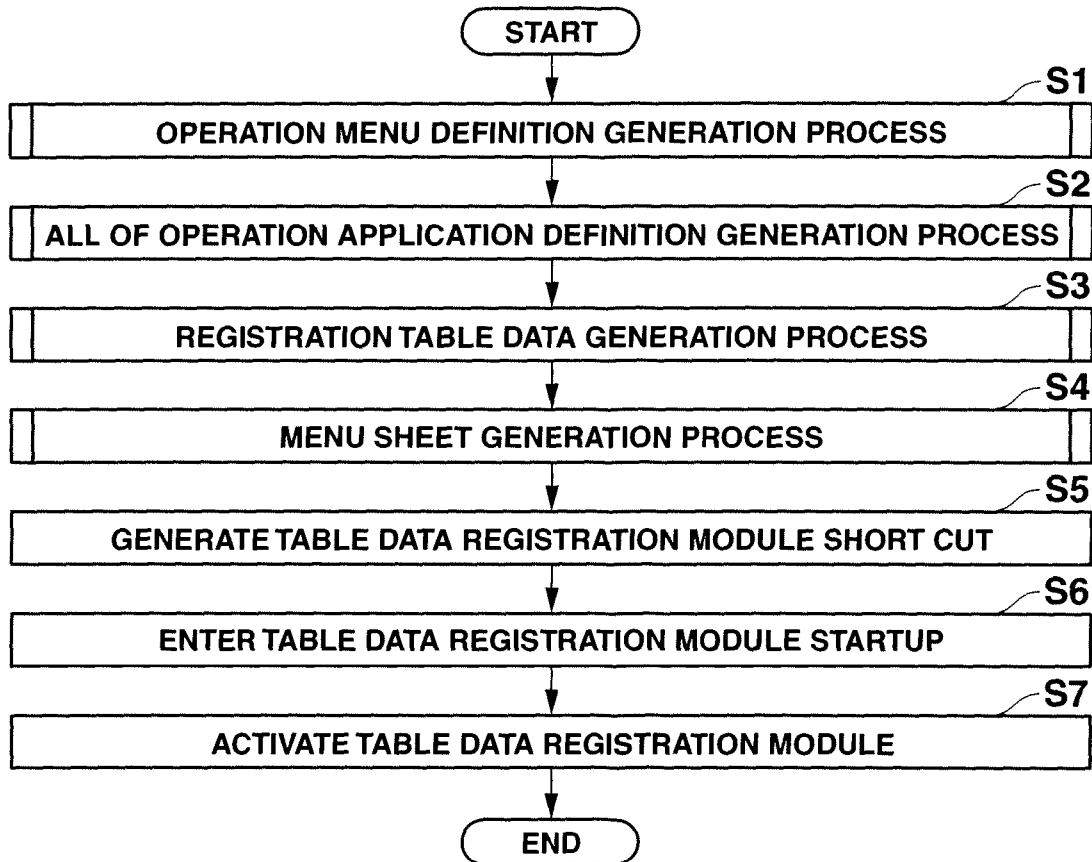 START
S1
OPERATION MENU DEFINITION GENERATION PROCESS
S2
ALL OF OPERATION APPLICATION DEFINITION GENERATION PROCESS
S3
REGISTRATION TABLE DATA GENERATION PROCESS
S4
MENU SHEET GENERATION PROCESS
S5
GENERATE TABLE DATA REGISTRATION MODULE SHORT CUT
S6
ENTER TABLE DATA REGISTRATION MODULE STARTUP
S7
ACTIVATE TABLE DATA REGISTRATION MODULE
END